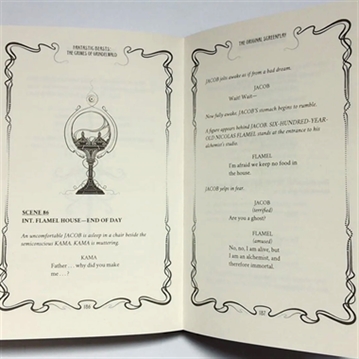 FANTASTIC BEASTS:
THE CRIMES OF GRINDELWALD
SCENE 86
INT. FLAMEL HOUSE—END OF DAY
An uncomfortable JACOB is asleep in a chair beside the
semiconscious KAMA. KAMA is muttering.
KAMA
Father . . . why did you make
me . . . ?
186
THE ORIGINAL SCREENPLAY
JACOB jolts awake as if from a bad dream.
JACOB
Wait! Wait—
Now fully awake, JACOB'S stomach begins to rumble.
A figure appears behind JACOB: SIX-HUNDRED-YEAR-
OLD NICOLAS FLAMEL stands at the entrance to his
alchemist's studio.
FLAMEL
I'm afraid we keep no food in
the house.
JACOB yelps in fear.
JACOB
(terrified)
Are you a ghost?
FLAMEL
(amused)
No, no, I am alive, but I
am an alchemist, and
therefore immortal.
187